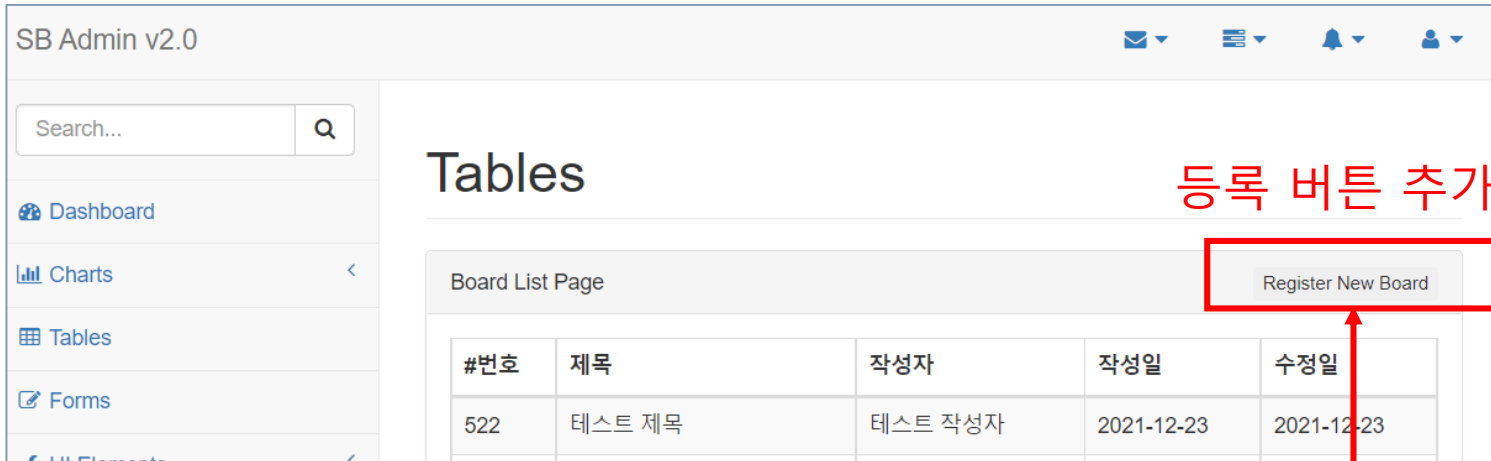 SB Admin v2.0
Search...
Tables
등록 버튼 추가
Dashboard
Charts
Board List Page
Register New Board
Tables
#번호 제목 작성자 작성일 수정일
Forms
522 테스트 제목 테스트 작성자 2021-12-23 2021-12-23
UI Elements